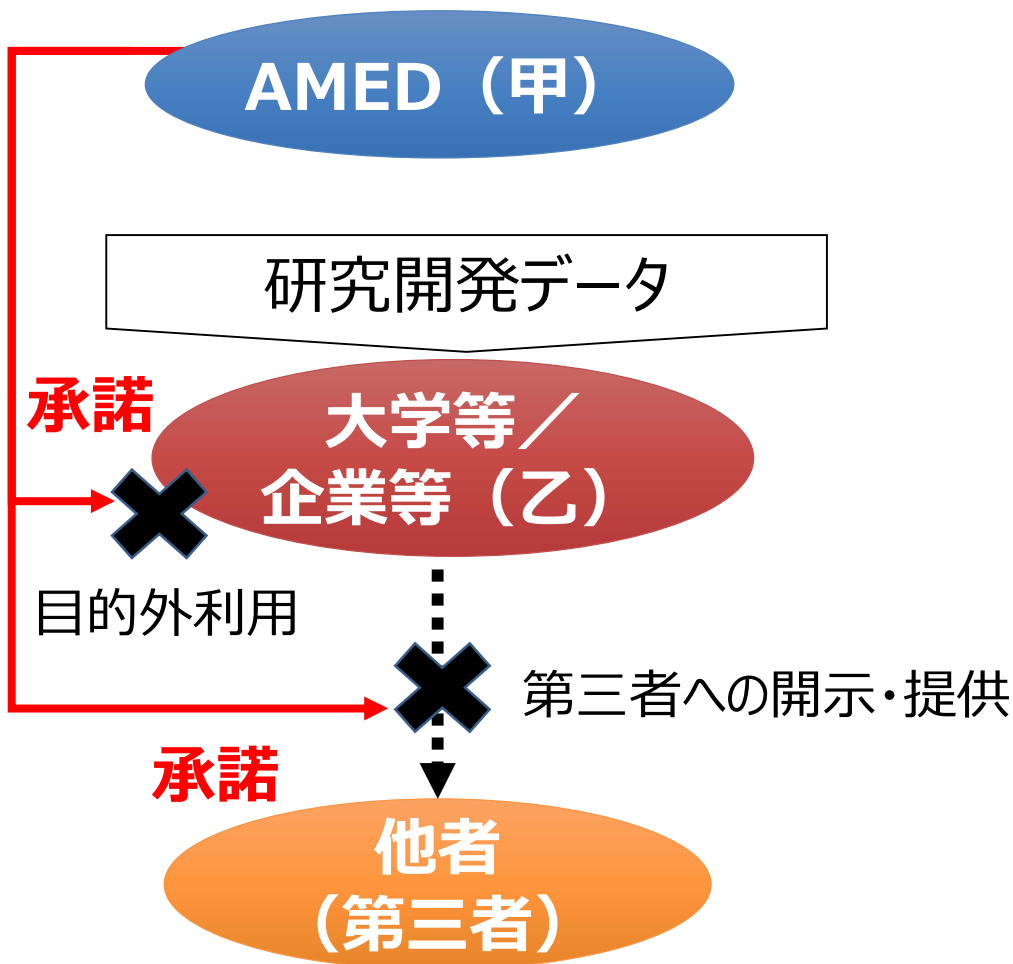 AMED（甲）
研究開発データ
承諾
大学等／
企業等（乙）
目的外利用
第三者への開示・提供
承諾
他者
（第三者）